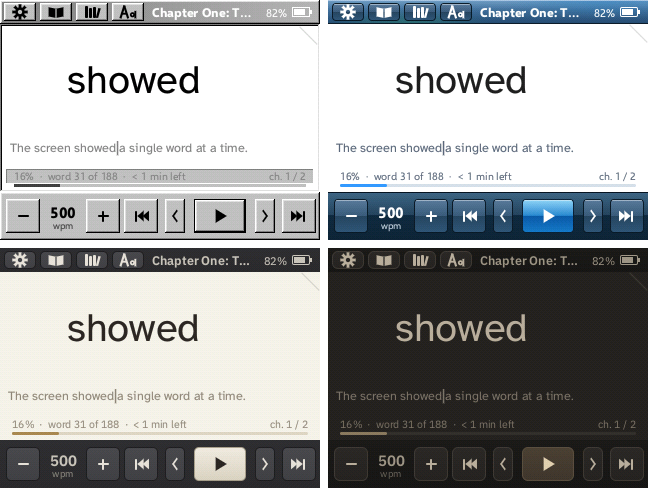 Aa Chapter One: T... 82%
showed
The screen showed a single word at a time.
16% · word 31 of 188 · < 1 min left ch. 1 / 2
500
wpm
Aa Chapter One: T... 82%
showed
The screen showed a single word at a time.
16% · word 31 of 188 · < 1 min left ch. 1 / 2
500
wpm
Aa Chapter One: T... 82%
showed
The screen showed a single word at a time.
16% · word 31 of 188 · < 1 min left ch. 1 / 2
500
wpm
Aa Chapter One: T... 82%
showed
The screen showed a single word at a time.
16% · word 31 of 188 · < 1 min left ch. 1 / 2
500
wpm